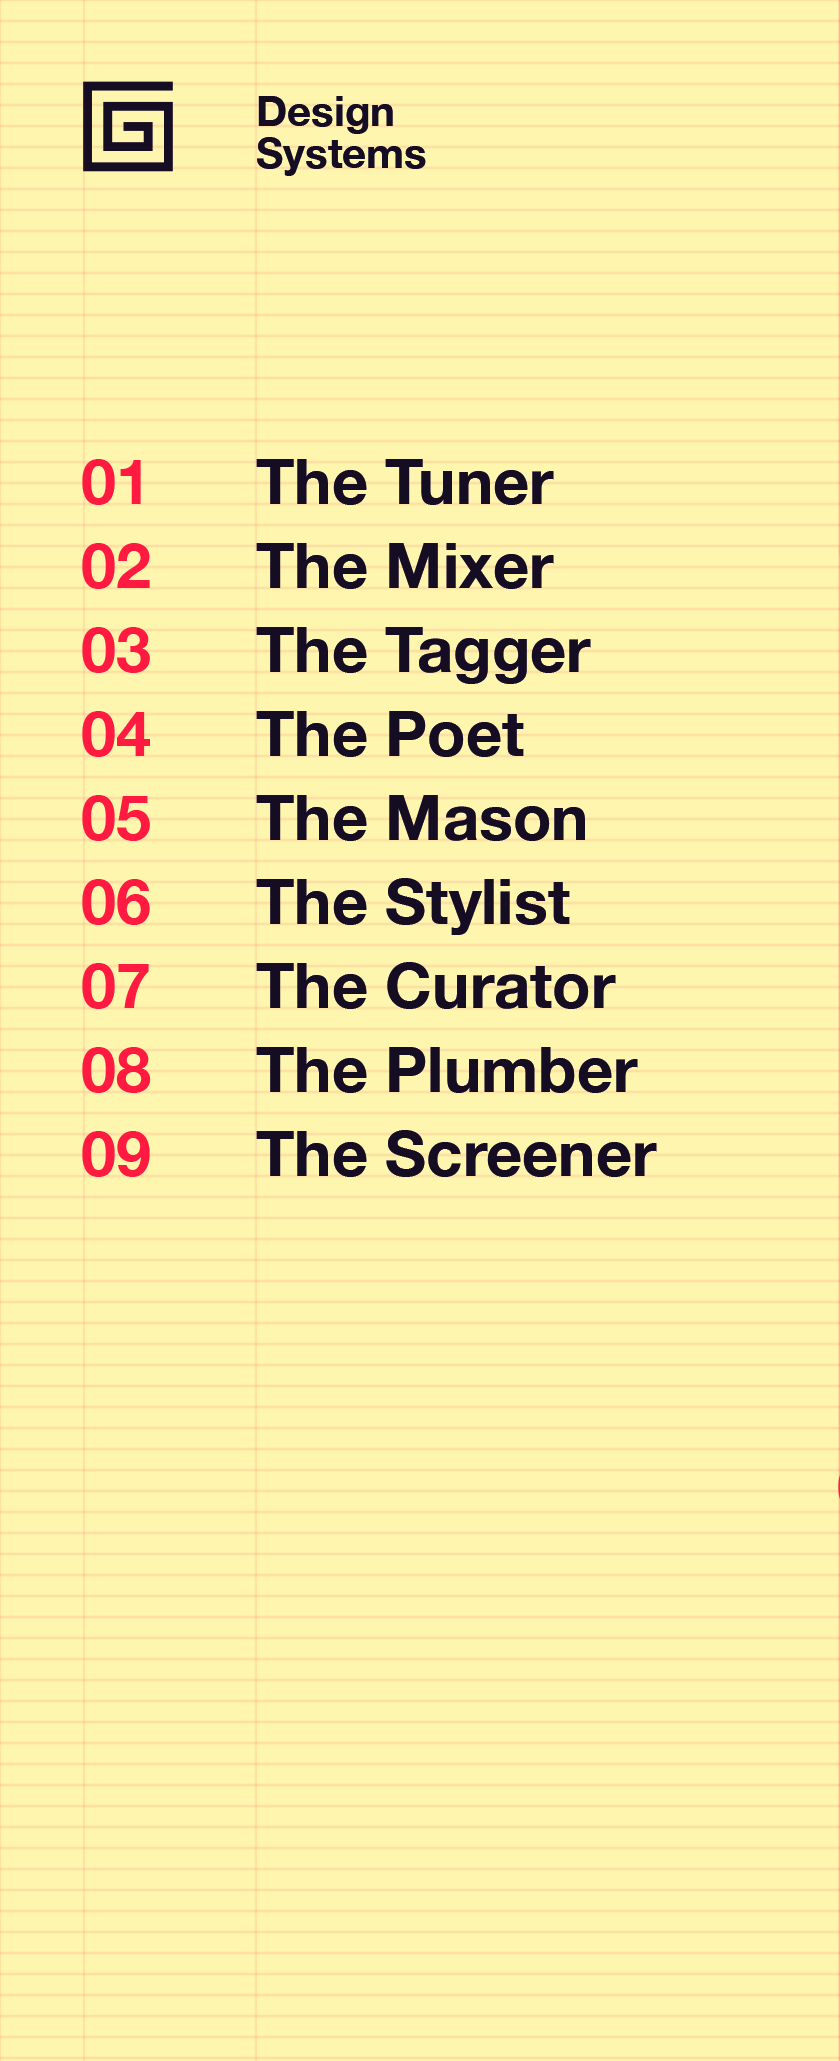 Design
Systems
01 The Tuner
02 The Mixer
03 The Tagger
04 The Poet
05 The Mason
06 The Stylist
07 The Curator
08 The Plumber
09 The Screener